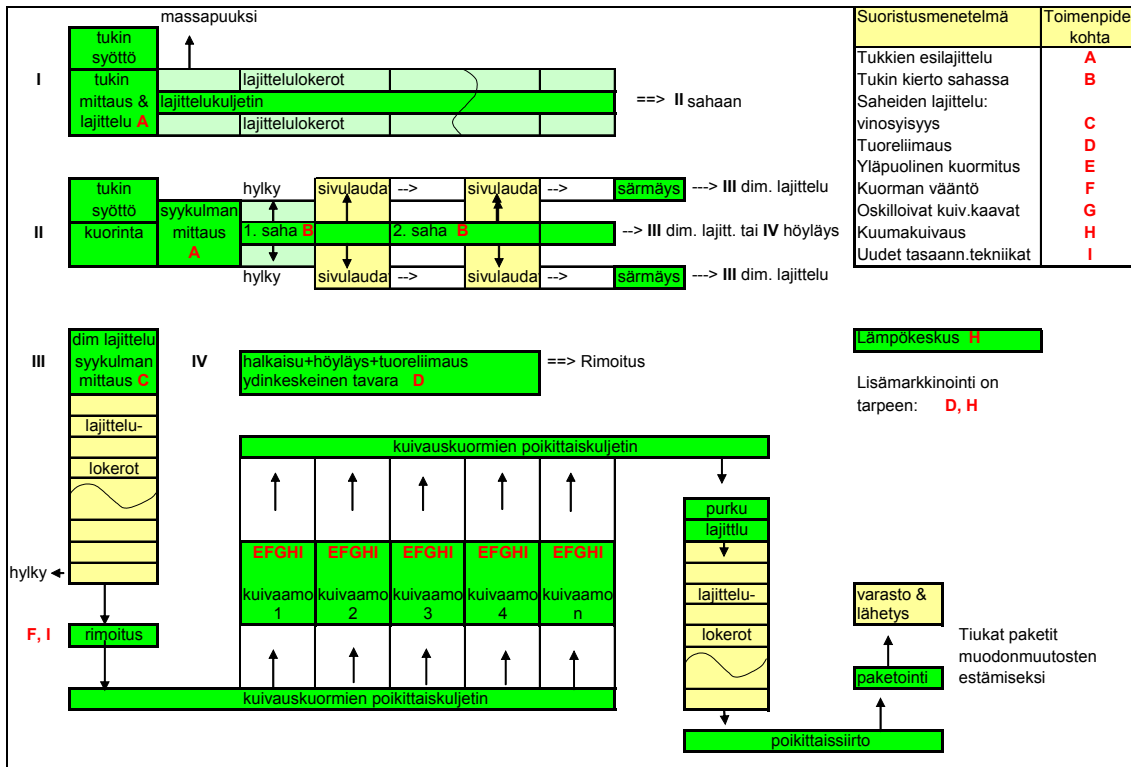 massapuuksi
tukin
syöttö
I
tukin
mittaus &
lajittelu A
lajittelulokerot
lajittelukuljetin
lajittelulokerot
==> II sahaan
Suoristusmenetelmä
Toimenpide
kohta
Tukkien esilajittelu A
Tukin kierto sahassa B
Saheiden lajittelu:
vinosyisyys C
Tuoreliimaus D
Yläpuolinen kuormitus E
Kuorman vääntö F
Oskilloivat kuiv.kaavat G
Kuumakuivaus H
Uudet tasaann.tekniikat I
II
tukin
syöttö
kuorinta
syykulman
mittaus
A
hylky
sivulaudat
-->
sivulaudat
-->
särmäys
---> III dim. lajittelu
1. saha B
2. saha B
--> III dim. lajitt. tai IV höyläys
hylky
sivulaudat
-->
sivulaudat
-->
särmäys
---> III dim. lajittelu
III
dim lajittelu
syykulman
mittaus C
lajittelu-
lokerot
hylky
F, I
rimoitus
IV
halkaisu+höyläys+tuoreliimaus
ydinkeskeinen tavara D
==> Rimoitus
Lämpökeskus H
Lisämarkkinointi on
tarpeen: D, H
kuivauskuormien poikittaiskuljetin
EFGHI EFGHI EFGHI EFGHI EFGHI
kuivaamo kuivaamo kuivaamo kuivaamo kuivaamo
1 2 3 4 n
kuivauskuormien poikittaiskuljetin
purku
lajittlu
lajittelu-
lokerot
varasto &
lähetys
paketointi
Tiukat paketit
muodonmuutosten
estämiseksi
poikittaissiirto